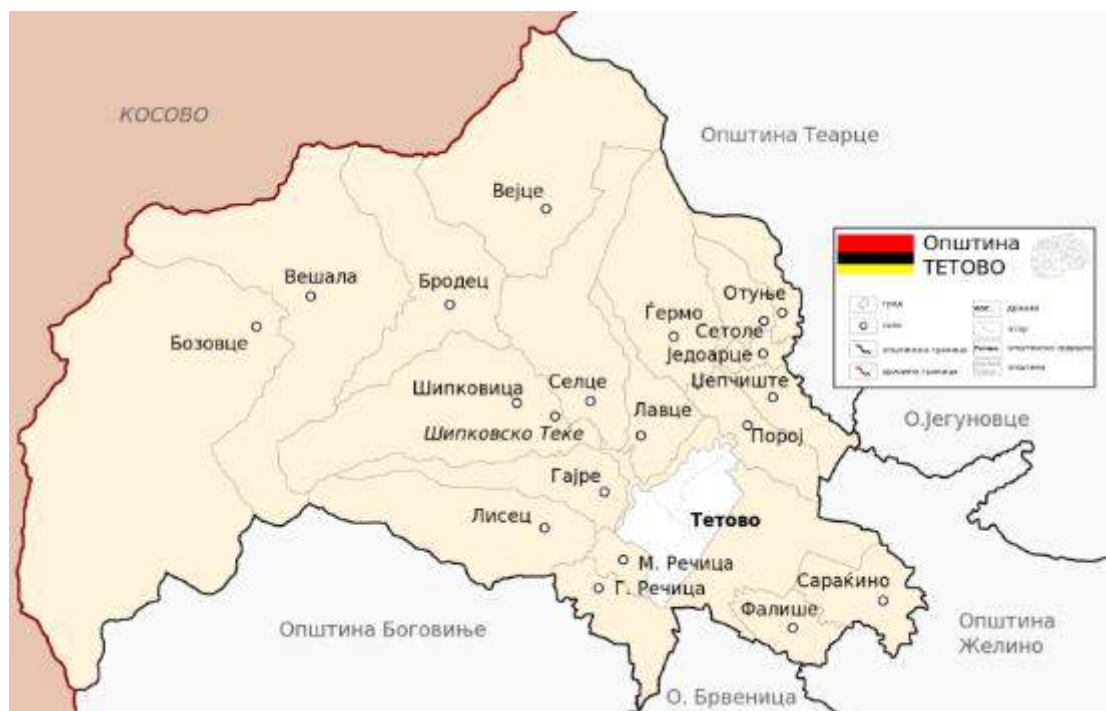 КОСОВО
Општина Теарце
Вејце
Општина
ТЕТОВО
Вешала
Бродец
Отуње
Ѓермо
Сетоле
Бозовце
Једоарце
Џепчиште
Шипковица
Селце
Лавце
О.Јегуновце
Шипковско Теке
Порој
Гајре
Лисец
Тетово
М. Речица
Г. Речица
Сараќино
Фалише
Општина Боговиње
Општина
Желино
О. Брвеница